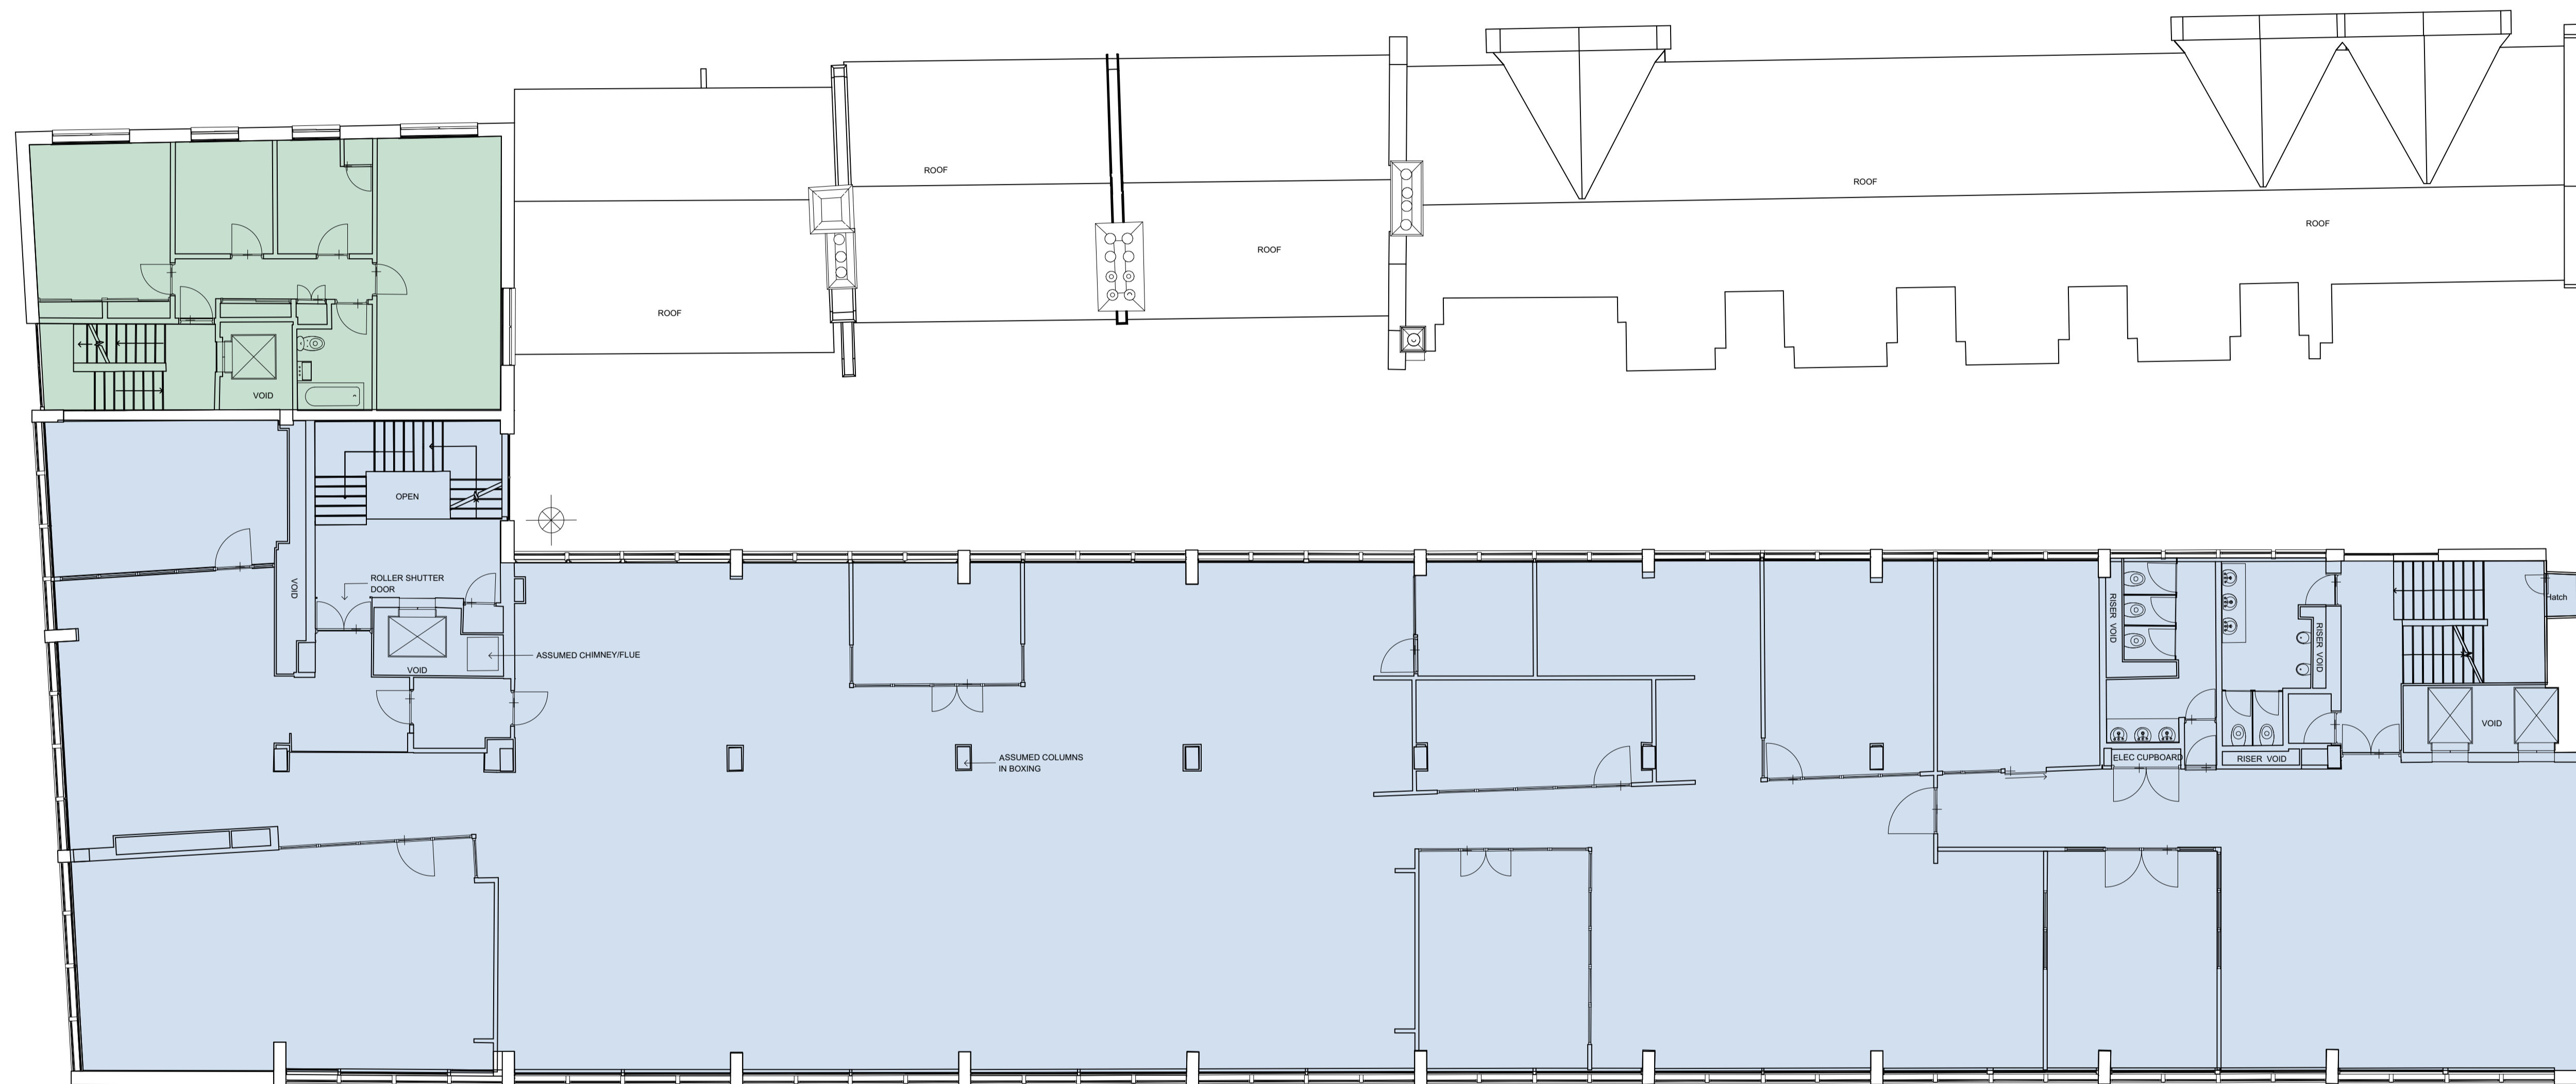 ROOF
ROOF
ROOF
ROOF
ROOF
VOID
OPEN
VOID
ROLLER SHUTTER
DOOR
VOID
ASSUMED CHIMNEY/FLUE
ASSUMED COLUMNS
IN BOXING
RISER VOID
RISER VOID
Hatch
VOID
ELEC CUPBOARD
RISER VOID